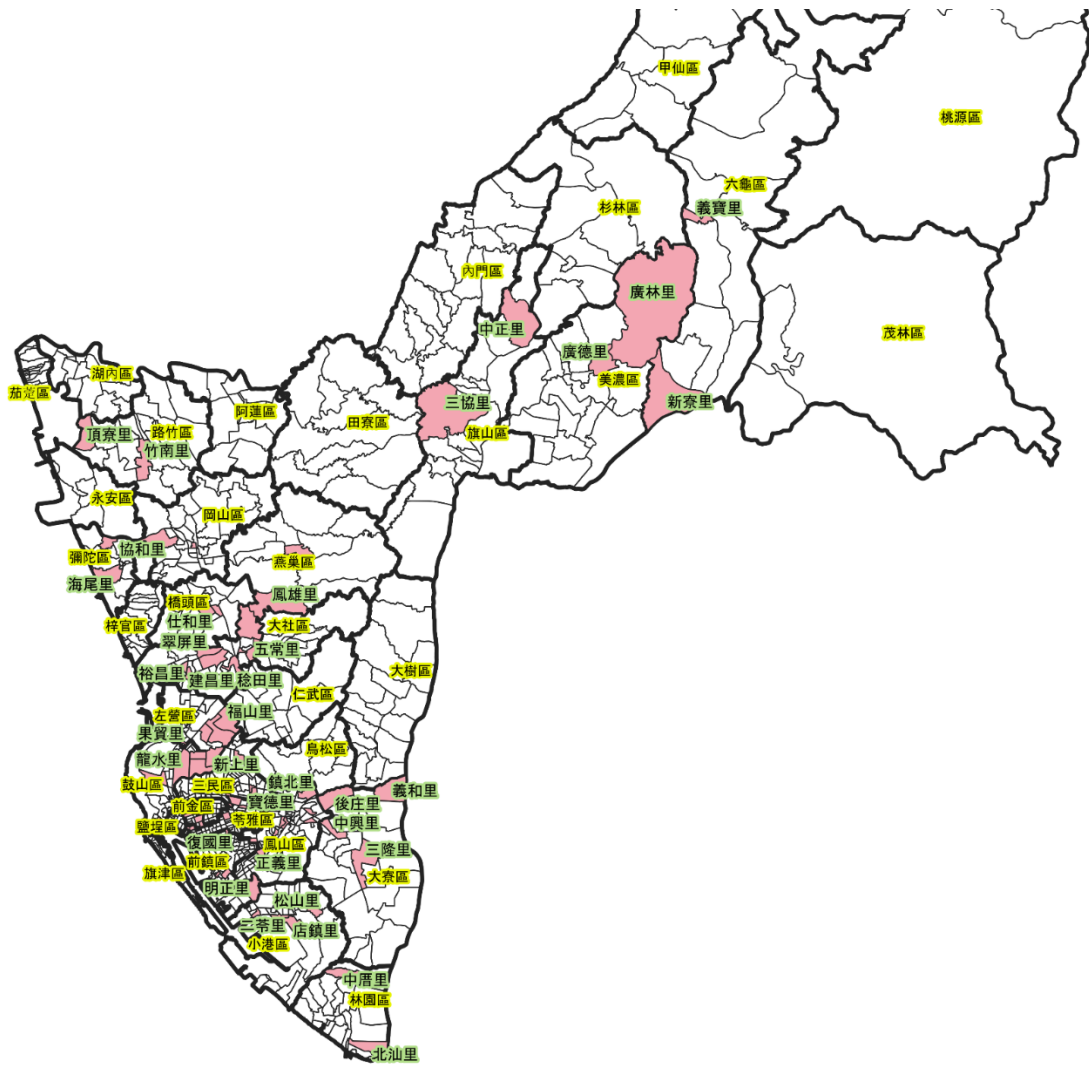 甲仙區
桃源區
六龜區
義寶里
杉林區
內門區
廣林里
中正里
茂林區
廣德里
美濃區
新寮里
湖內區
茄萣區
阿蓮區
田寮區
三協里
旗山區
頂寮里
路竹區
竹南里
永安區
岡山區
協和里
彌陀區
燕巢區
海尾里
鳳雄里
橋頭區
仕和里
梓官區
大社區
翠屏里
五常里
裕昌里
建昌里
稔田里
大樹區
仁武區
左營區
福山里
果貿里
鳥松區
龍水里
新上里
鼓山區
三民區
鎮北里
義和里
前金區
寶德里
後庄里
鹽埕區
苓雅區
中興里
復國里
鳳山區
三隆里
前鎮區
正義里
旗津區
大寮區
明正里
松山里
三苓里
店鎮里
小港區
中厝里
林園區
北汕里